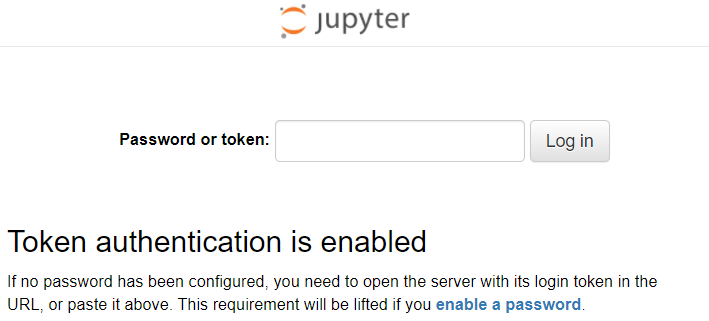 jupyter
Password or token:
Log in
Token authentication is enabled
If no password has been configured, you need to open the server with its login token in the
URL, or paste it above. This requirement will be lifted if you enable a password.